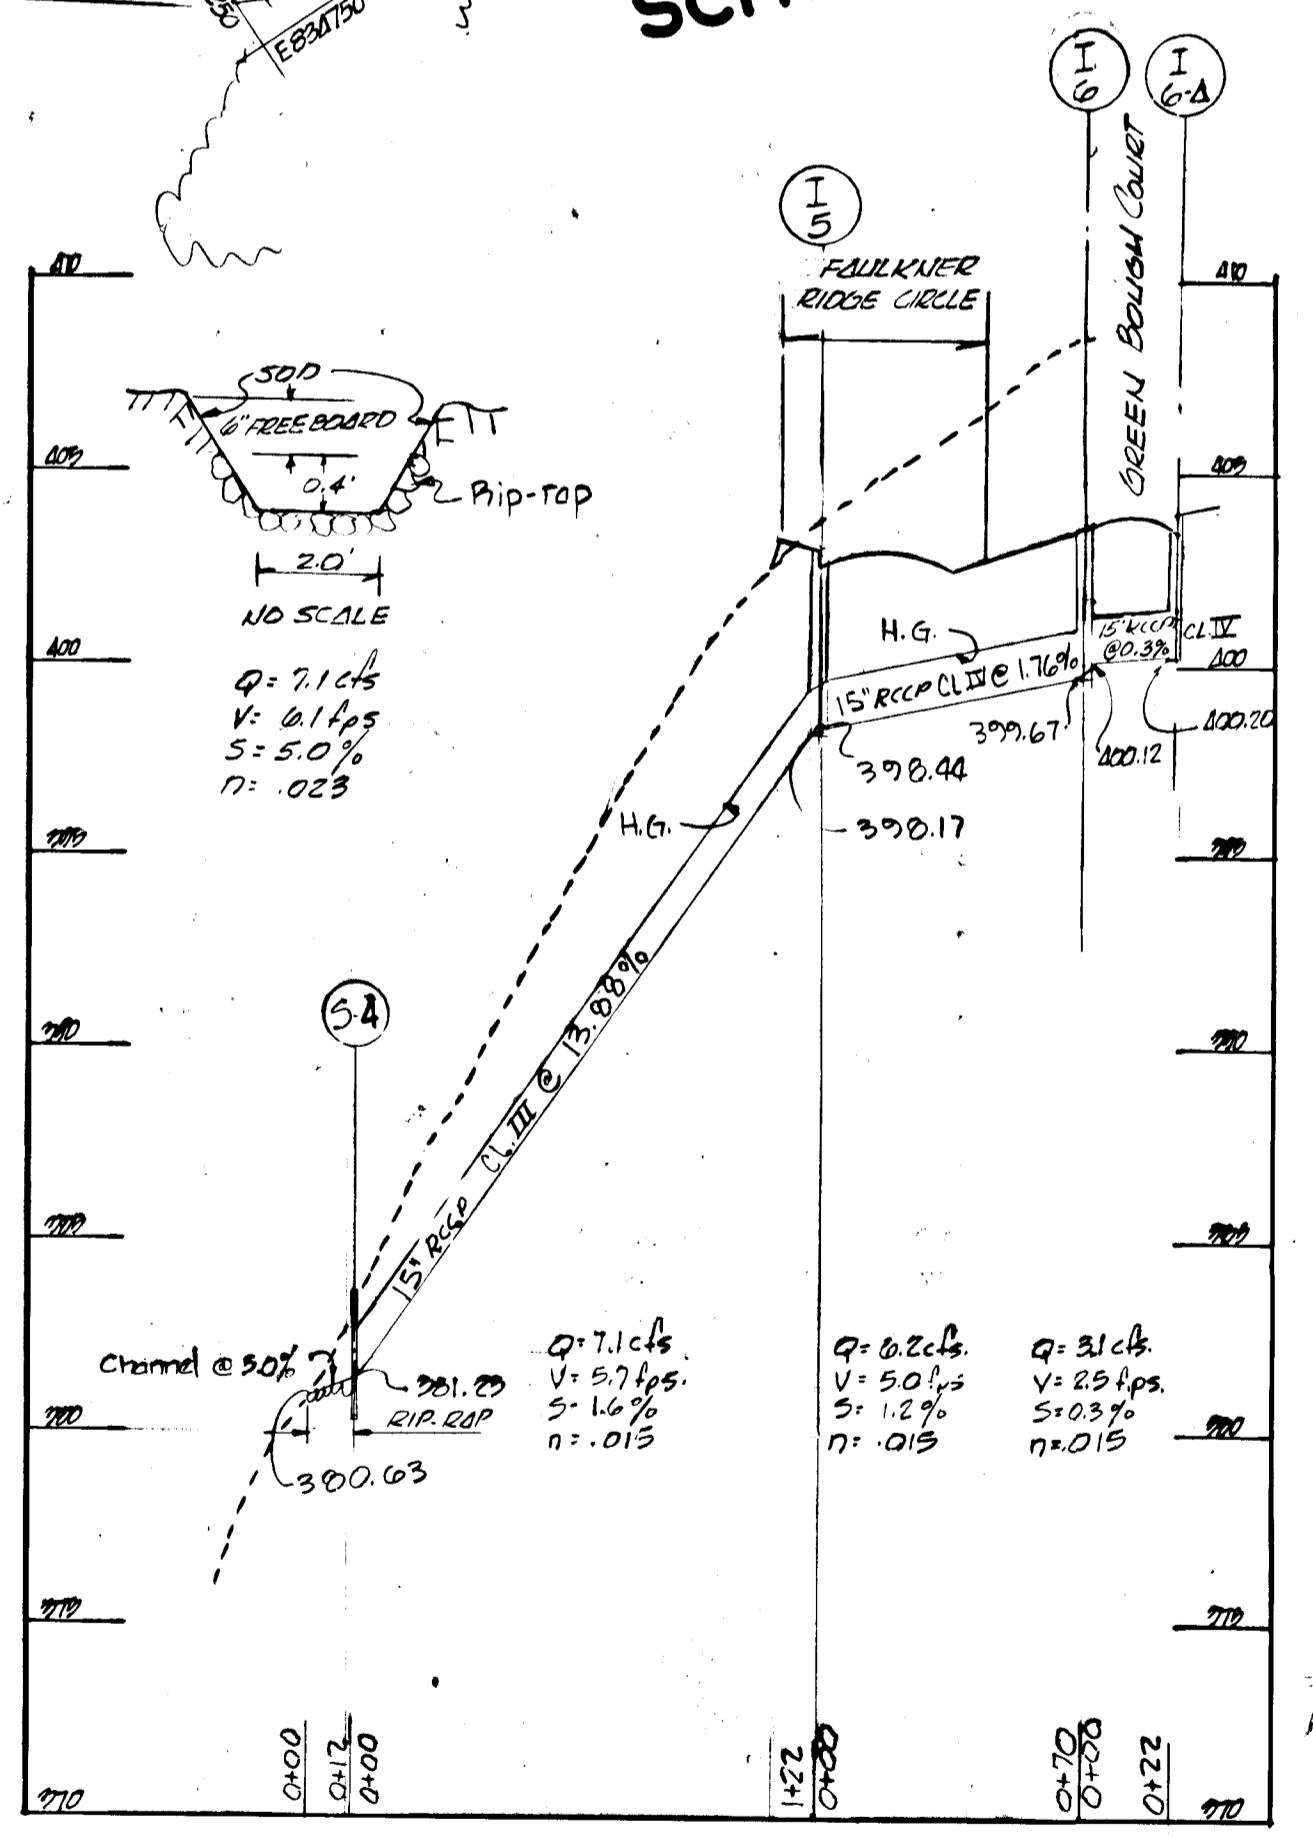 E834750
I
6
I
6-A
I
5
FAULKNER
RIDGE CIRCLE
GREEN BOUGH COURT
410
410
SOD
6" FREEBOARD
0.4'
Rip-rap
2.0'
NO SCALE
405
405
Q= 7.1 cfs
V= 6.1 fps
S= 5.0 %
n= .023
400
400
H.G.
15" RCCP CL IV @ 1.76%
15" RCCP CL IV
@0.3%
399.67
400.12
400.20
398.44
398.17
H.G.
395
395
S-4
390
390
15" RCCP CL. III @ 13.88%
385
385
Channel @ 5.0%
381.23
RIP-RAP
380.63
Q= 7.1 cfs.
V= 5.7 fps.
S= 1.6 %
n= .015
Q= 6.2 cfs.
V= 5.0 fps
S= 1.2 %
n= .015
Q= 3.1 cfs.
V= 2.5 fps.
S= 0.3 %
n= .015
380
380
375
375
370
370
0+00
0+12
0+00
1+22
0+00
0+70
0+00
0+22